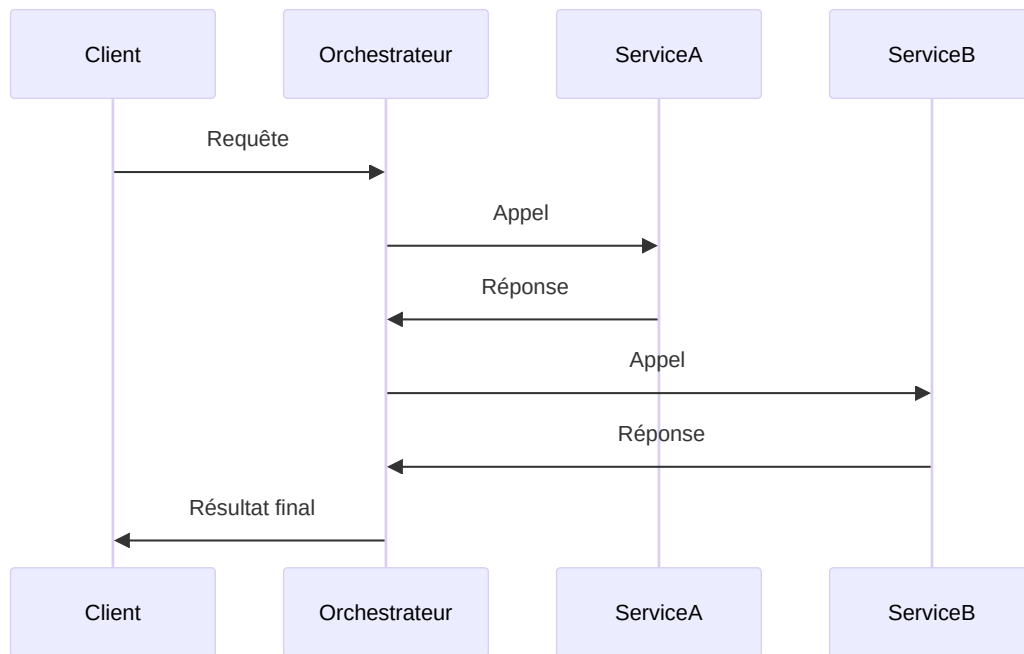 Client Orchestrateur ServiceA ServiceB
Requête
Appel
Réponse
Appel
Réponse
Résultat final
Client Orchestrateur ServiceA ServiceB